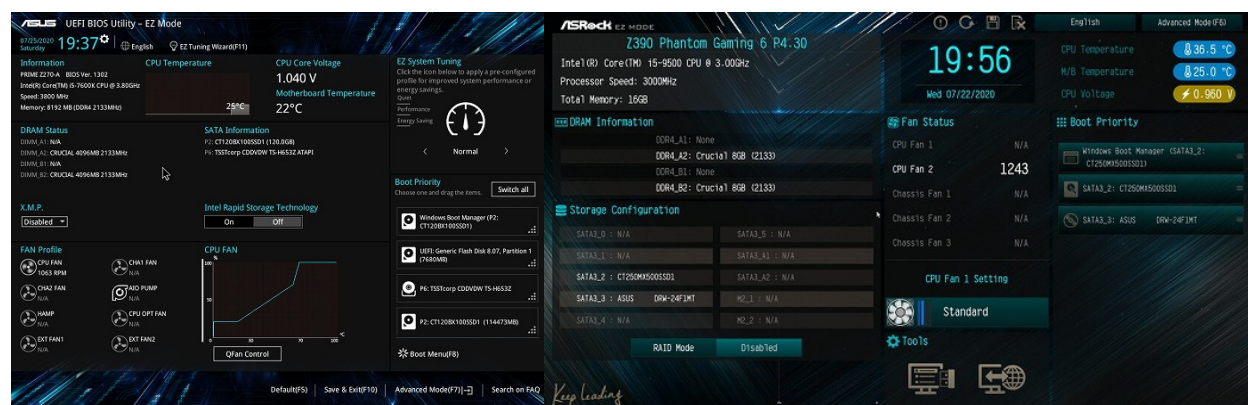 ASUS UEFI BIOS Utility – EZ Mode
07/25/2020
Saturday
19:37
English
EZ Tuning Wizard(F11)
Information
PRIME Z270-A BIOS Ver. 1302
Intel(R) Core(TM) i5-7600K CPU @ 3.80GHz
Speed: 3800 MHz
Memory: 8192 MB (DDR4 2133MHz)
CPU Temperature
25°C
CPU Core Voltage
1.040 V
Motherboard Temperature
22°C
DRAM Status
DIMM_A1: N/A
DIMM_A2: CRUCIAL 4096MB 2133MHz
DIMM_B1: N/A
DIMM_B2: CRUCIAL 4096MB 2133MHz
SATA Information
P2: CT120BX100SSD1 (120.0GB)
P6: TSSTcorp CDDVDW TS-H653Z ATAPI
X.M.P.
Disabled
Intel Rapid Storage Technology
On Off
FAN Profile
CPU FAN
1063 RPM
CHA1 FAN
N/A
CHA2 FAN
N/A
AIO PUMP
N/A
HAMP
N/A
CPU OPT FAN
N/A
EXT FAN1
N/A
EXT FAN2
N/A
CPU FAN
%
100
50
0 30 70 100
°C
QFan Control
EZ System Tuning
Click the icon below to apply a pre-configured
profile for improved system performance or
energy savings.
Quiet
Performance
Energy Saving
< Normal >
Boot Priority
Choose one and drag the items.
Switch all
Windows Boot Manager (P2:
CT120BX100SSD1)
UEFI: Generic Flash Disk 8.07, Partition 1
(7680MB)
P6: TSSTcorp CDDVDW TS-H653Z
P2: CT120BX100SSD1 (114473MB)
Boot Menu(F8)
Default(F5)
Save & Exit(F10)
Advanced Mode(F7)
Search on FAQ
ASRock EZ MODE
Z390 Phantom Gaming 6 P4.30
Intel(R) Core(TM) i5-9500 CPU @ 3.00GHz
Processor Speed: 3000MHz
Total Memory: 16GB
19:56
Wed 07/22/2020
English
Advanced Mode(F6)
CPU Temperature 36.5 °C
M/B Temperature 25.0 °C
CPU Voltage 0.960 V
DRAM Information
DDR4_A1: None
DDR4_A2: Crucial 8GB (2133)
DDR4_B1: None
DDR4_B2: Crucial 8GB (2133)
Storage Configuration
SATA3_0 : N/A
SATA3_5 : N/A
SATA3_1 : N/A
SATA3_A1 : N/A
SATA3_2 : CT250MX500SSD1
SATA3_A2 : N/A
SATA3_3 : ASUS DRW-24F1MT
M2_1 : N/A
SATA3_4 : N/A
M2_2 : N/A
RAID Mode Disabled
Keep Leading
Fan Status
CPU Fan 1 N/A
CPU Fan 2 1243
Chassis Fan 1 N/A
Chassis Fan 2 N/A
Chassis Fan 3 N/A
CPU Fan 1 Setting
Standard
Tools
Boot Priority
Windows Boot Manager (SATA3_2:
CT250MX500SSD1)
SATA3_2: CT250MX500SSD1
SATA3_3: ASUS DRW-24F1MT